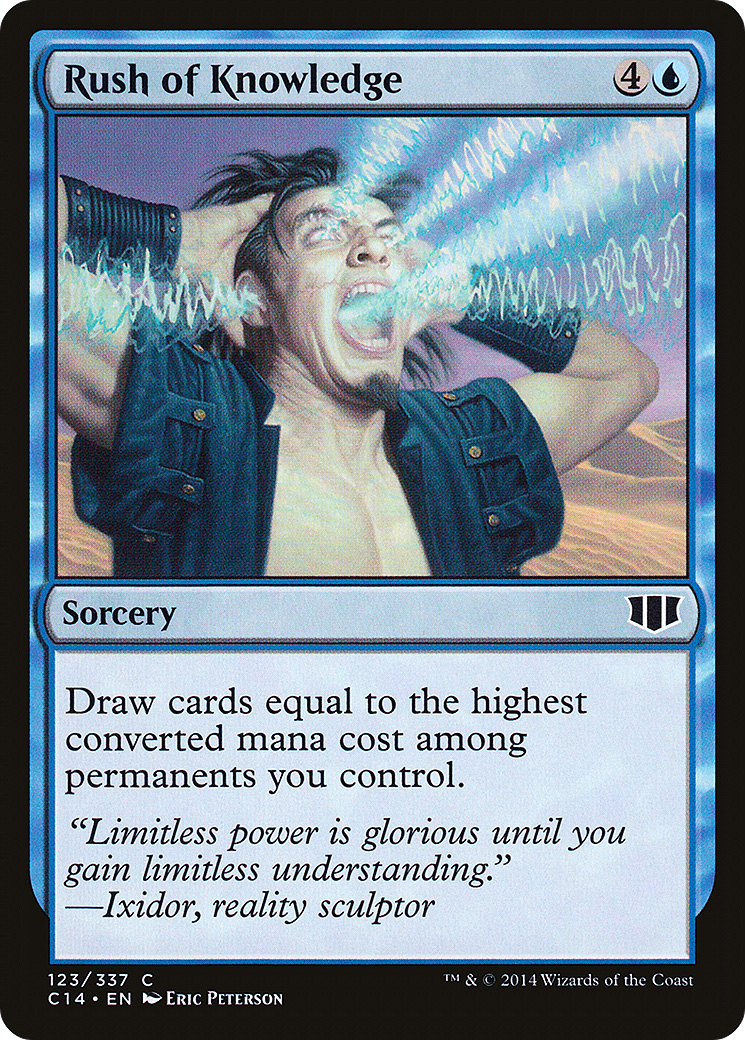 Rush of Knowledge 4
Sorcery
Draw cards equal to the highest
converted mana cost among
permanents you control.
“Limitless power is glorious until you
gain limitless understanding.”
—Ixidor, reality sculptor
123/337 C
C14 • EN Eric Peterson
™ & © 2014 Wizards of the Coast